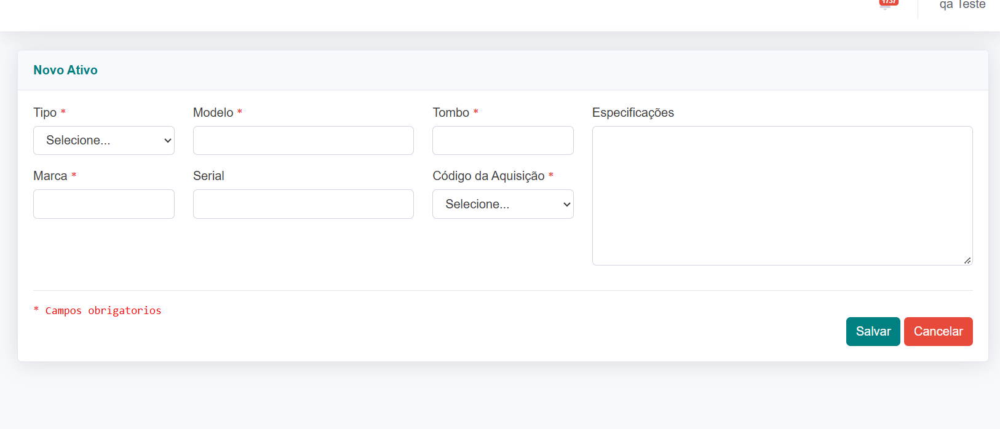 qa Teste
Novo Ativo
Tipo *
Modelo *
Tombo *
Especificações
Selecione...
Marca *
Serial
Código da Aquisição *
Selecione...
* Campos obrigatorios
Salvar
Cancelar